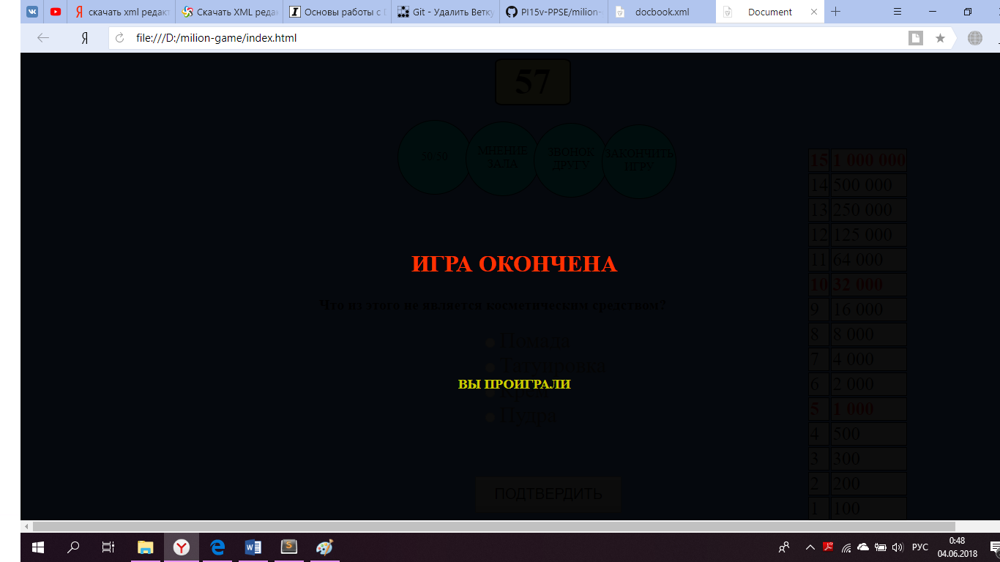 скачать xml редакт
Скачать XML редак
Основы работы с D
Git - Удалить Ветку
PI15v-PPSE/milion-
docbook.xml
Document
file:///D:/milion-game/index.html
57
50:50
МНЕНИЕ
ЗАЛА
ЗВОНОК
ДРУГУ
ЗАКОНЧИТЬ
ИГРУ
15 1 000 000
14 500 000
13 250 000
12 125 000
11 64 000
10 32 000
9 16 000
8 8 000
7 4 000
6 2 000
5 1 000
4 500
3 300
2 200
1 100
ИГРА ОКОНЧЕНА
Что из этого не является косметическим средством?
Помада
Татуировка
ВЫ ПРОИГРАЛИ
Крем
Пудра
ПОДТВЕРДИТЬ
РУС
0:48
04.06.2018